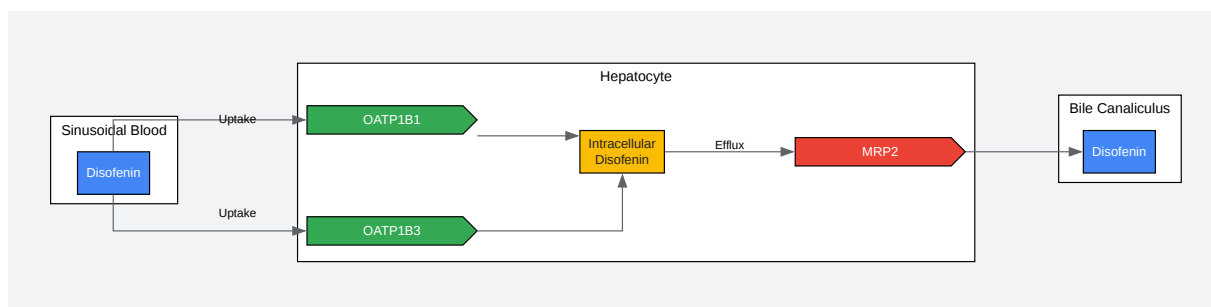 Hepatocyte
Sinusoidal Blood
Disofenin
Uptake
Uptake
OATP1B1
OATP1B3
Intracellular
Disofenin
Efflux
MRP2
Bile Canaliculus
Disofenin